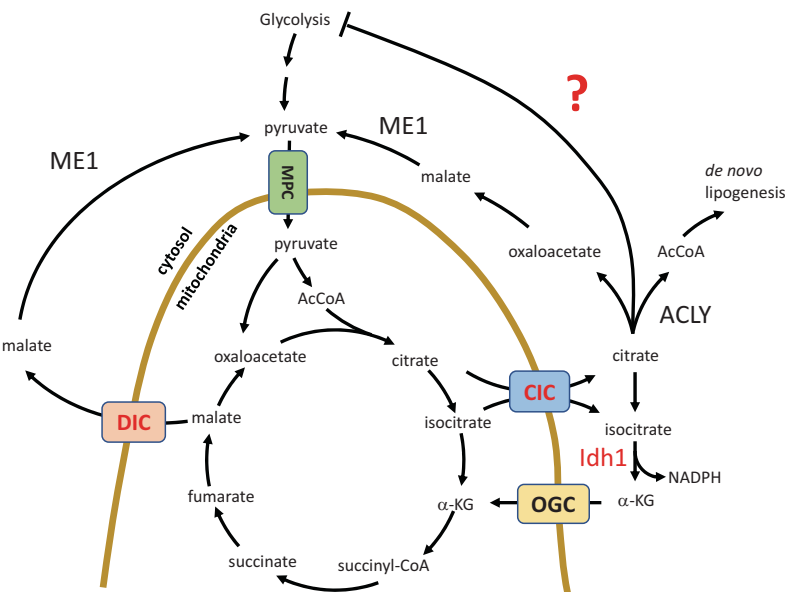 Glycolysis
?
pyruvate
ME1
ME1
malate
de novo
lipogenesis
MPC
cytosol
mitochondria
pyruvate
oxaloacetate
AcCoA
AcCoA
ACLY
malate
oxaloacetate
citrate
citrate
CIC
DIC
malate
isocitrate
isocitrate
Idh1
NADPH
fumarate
α-KG
OGC
α-KG
succinate
succinyl-CoA